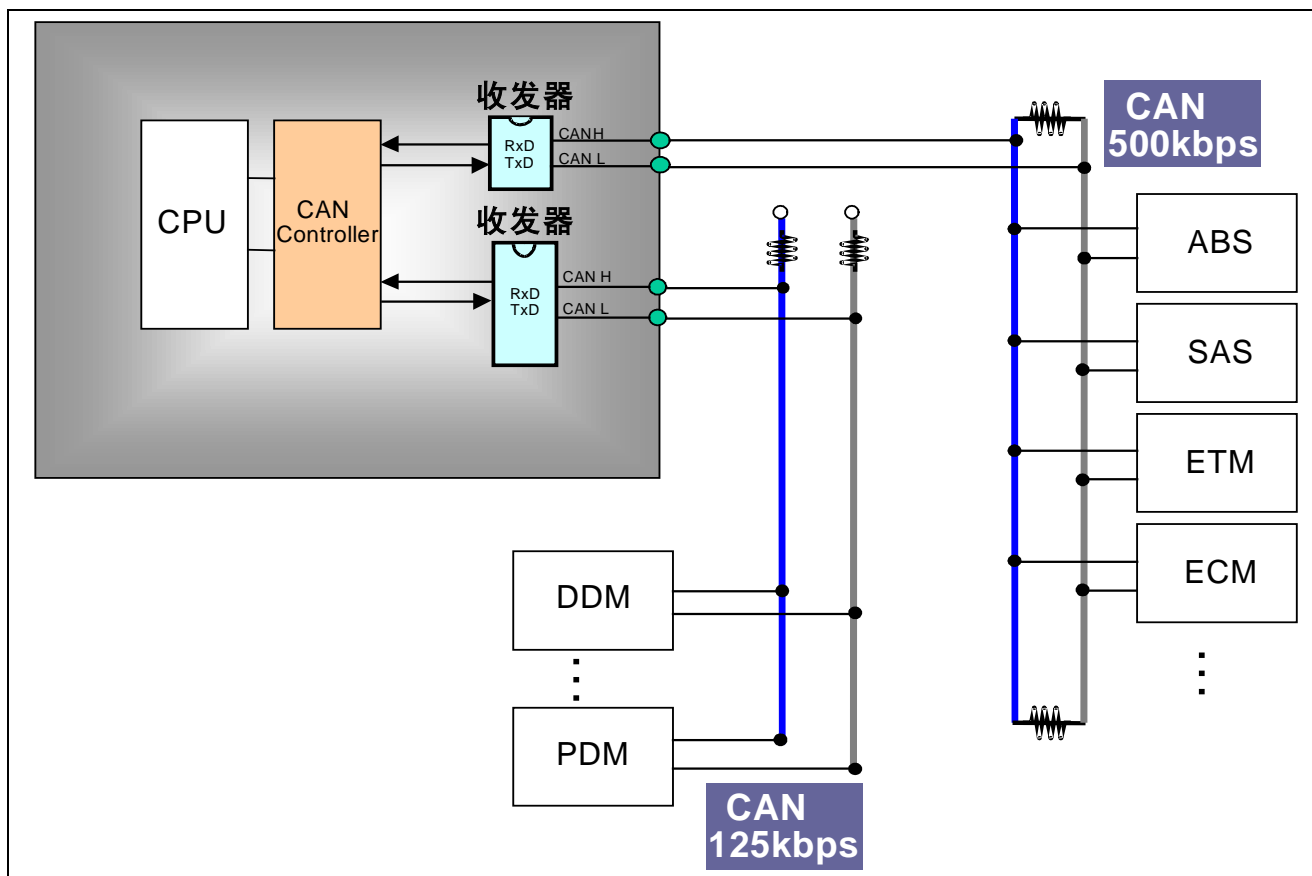 收发器
CANH
RxD
TxD
CAN L
CPU
CAN
Controller
收发器
CAN H
RxD
TxD
CAN L
CAN
500kbps
ABS
SAS
ETM
ECM
DDM
PDM
CAN
125kbps